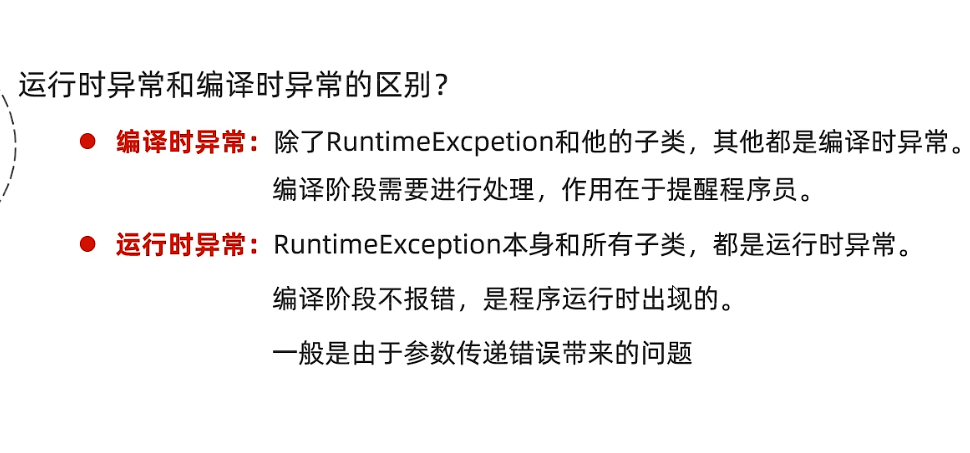 运行时异常和编译时异常的区别？
编译时异常：除了RuntimeExcpetion和他的子类，其他都是编译时异常。
编译阶段需要进行处理，作用在于提醒程序员。
运行时异常：RuntimeException本身和所有子类，都是运行时异常。
编译阶段不报错，是程序运行时出现的。
一般是由于参数传递错误带来的问题